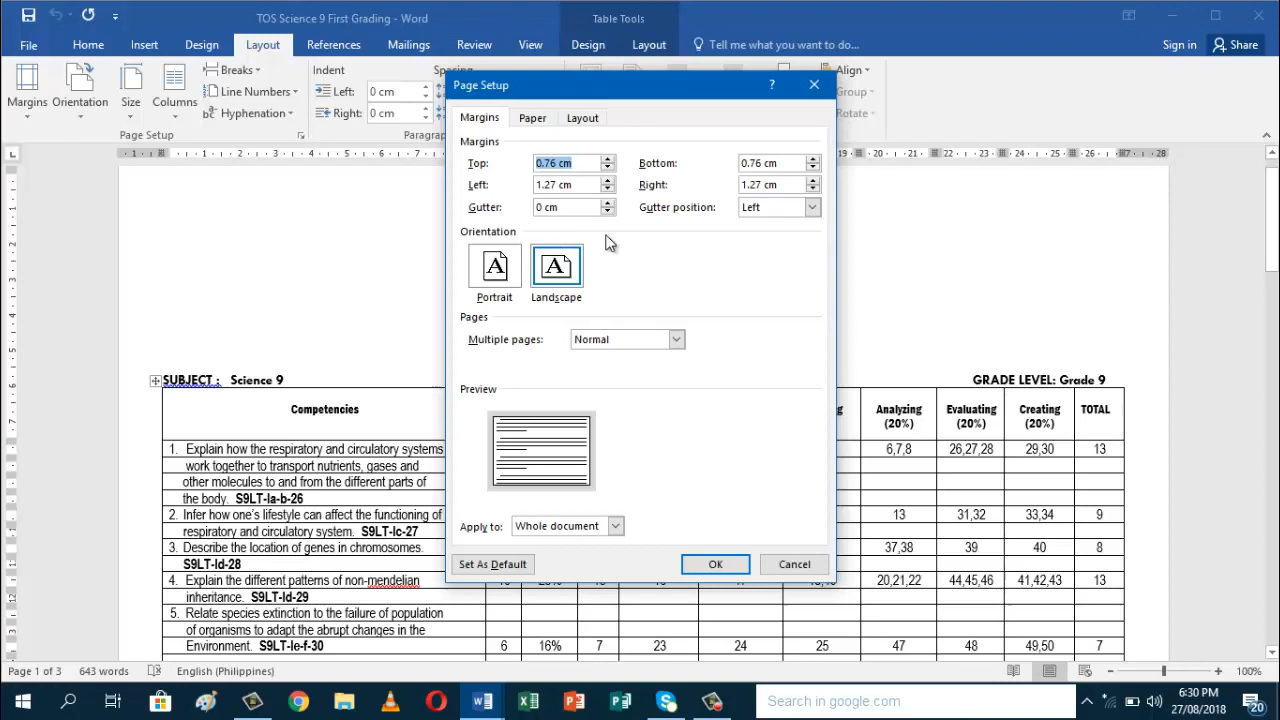 TOS Science 9 First Grading - Word
Table Tools
File
Home
Insert
Design
Layout
References
Mailings
Review
View
Design
Layout
Tell me what you want to do...
Sign in
Share
Margins
Orientation
Size
Columns
Breaks
Line Numbers
Hyphenation
Page Setup
Indent
Left:
0 cm
Right:
0 cm
Paragr
Spacing
Align
Group
Rotate
Page Setup
Margins
Paper
Layout
Margins
Top:
0.76 cm
Bottom:
0.76 cm
Left:
1.27 cm
Right:
1.27 cm
Gutter:
0 cm
Gutter position:
Left
Orientation
A
A
Portrait
Landscape
Pages
Multiple pages:
Normal
Preview
Apply to:
Whole document
Set As Default
OK
Cancel
SUBJECT : Science 9
GRADE LEVEL: Grade 9
Competencies
Analyzing
(20%)
Evaluating
(20%)
Creating
(20%)
TOTAL
1. Explain how the respiratory and circulatory systems
work together to transport nutrients, gases and
other molecules to and from the different parts of
the body. S9LT-la-b-26
6,7,8
26,27,28
29,30
13
2. Infer how one's lifestyle can affect the functioning of
respiratory and circulatory system. S9LT-lc-27
13
31,32
33,34
9
3. Describe the location of genes in chromosomes.
S9LT-ld-28
37,38
39
40
8
4. Explain the different patterns of non-mendelian
inheritance. S9LT-ld-29
20,21,22
44,45,46
41,42,43
13
5. Relate species extinction to the failure of population
of organisms to adapt the abrupt changes in the
Environment. S9LT-le-f-30
6
16%
7
23
24
25
47
48
49,50
7
Page 1 of 3
643 words
English (Philippines)
100%
Search in google.com
6:30 PM
27/08/2018
20